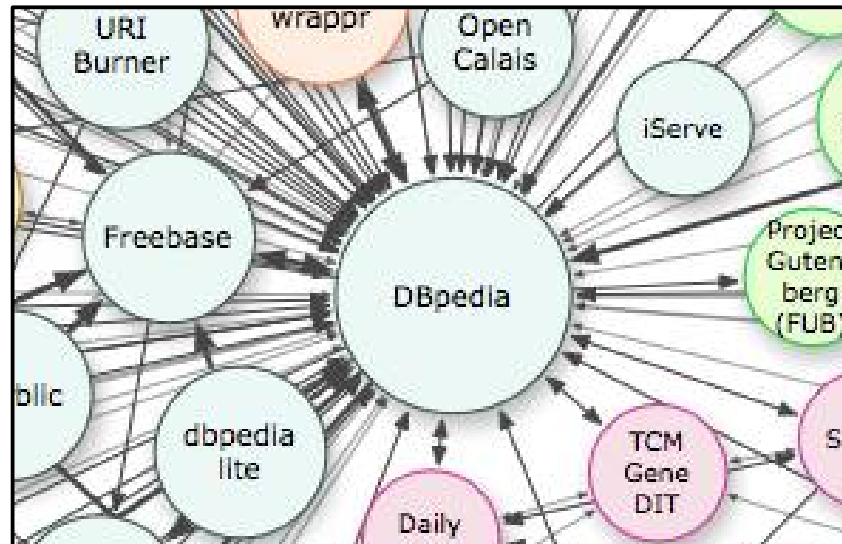 URI
Burner
wrappr
Open
Calais
iServe
Freebase
DBpedia
Projec
Guten
berg
(FUB)
blic
dbpedia
lite
TCM
Gene
DIT
S
Daily